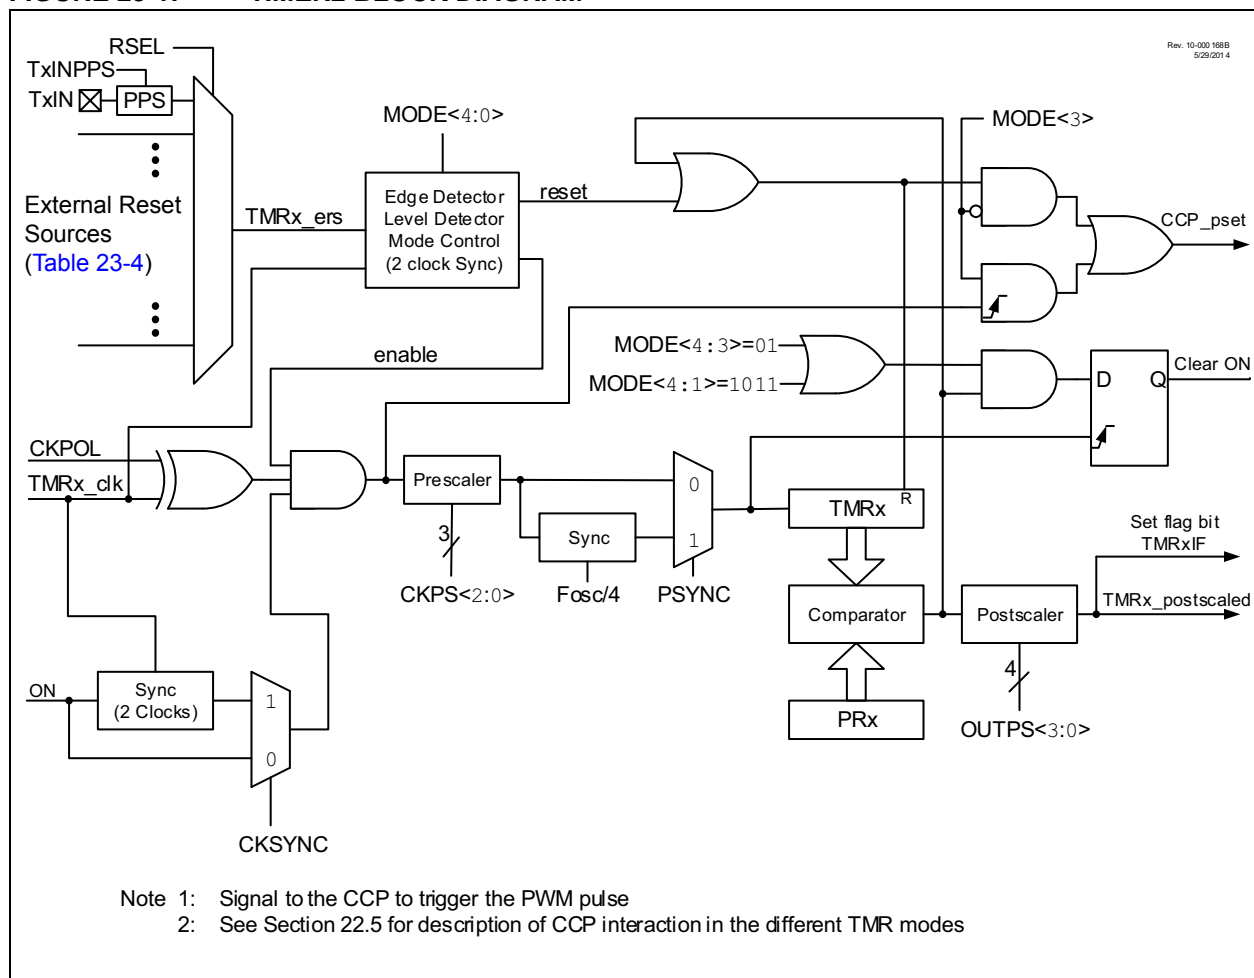 Rev. 10-000 168B
5/29/201 4
RSEL
TxINPPS
TxIN
PPS
MODE<4:0>
MODE<3>
External Reset
Sources
(Table 23-4)
TMRx_ers
Edge Detector
Level Detector
Mode Control
(2 clock Sync)
reset
CCP_pset
enable
MODE<4:3>=01
MODE<4:1>=1011
D
Q
Clear ON
CKPOL
TMRx_clk
Prescaler
3
CKPS<2:0>
Sync
Fosc/4
0
1
PSYNC
TMRx
R
Set flag bit
TMRxIF
Comparator
Postscaler
TMRx_postscaled
4
OUTPS<3:0>
PRx
ON
Sync
(2 Clocks)
1
0
CKSYNC
Note 1: Signal to the CCP to trigger the PWM pulse
2: See Section 22.5 for description of CCP interaction in the different TMR modes